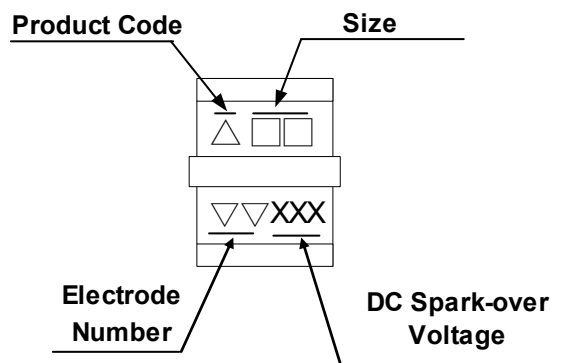 Product Code
Size
△ □□
▽▽XXX
Electrode
Number
DC Spark-over
Voltage